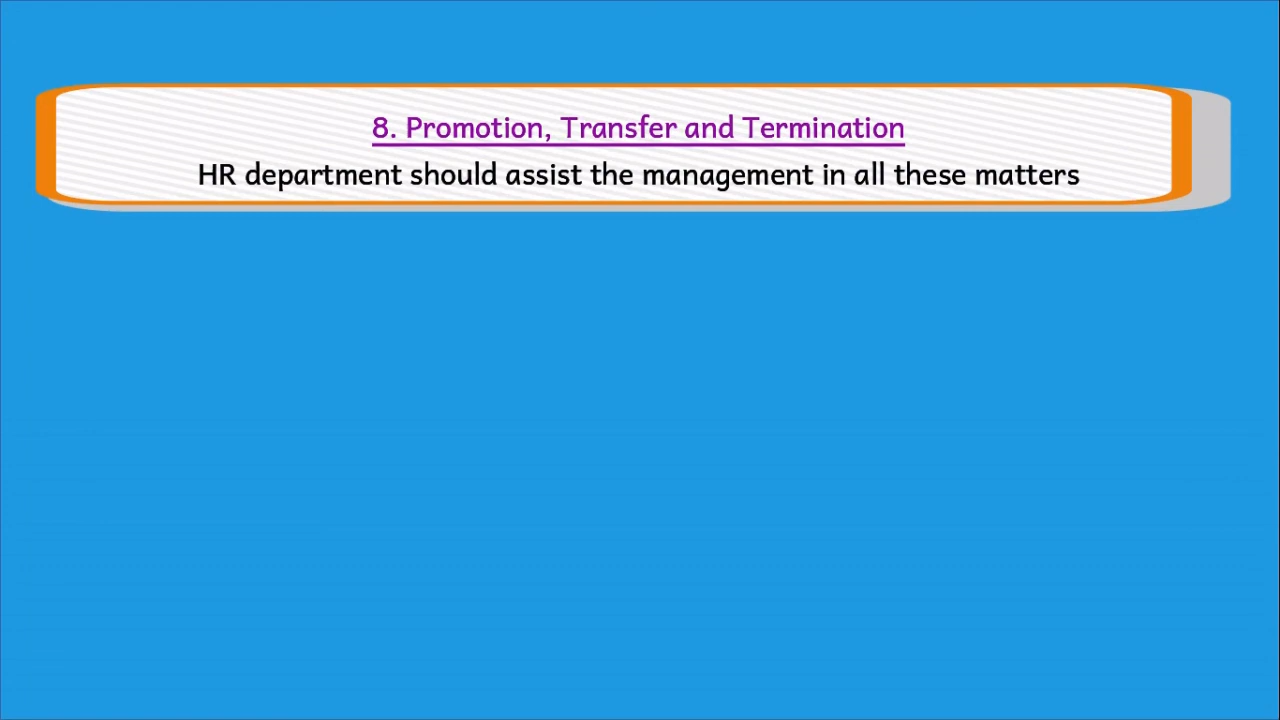 8. Promotion, Transfer and Termination
HR department should assist the management in all these matters